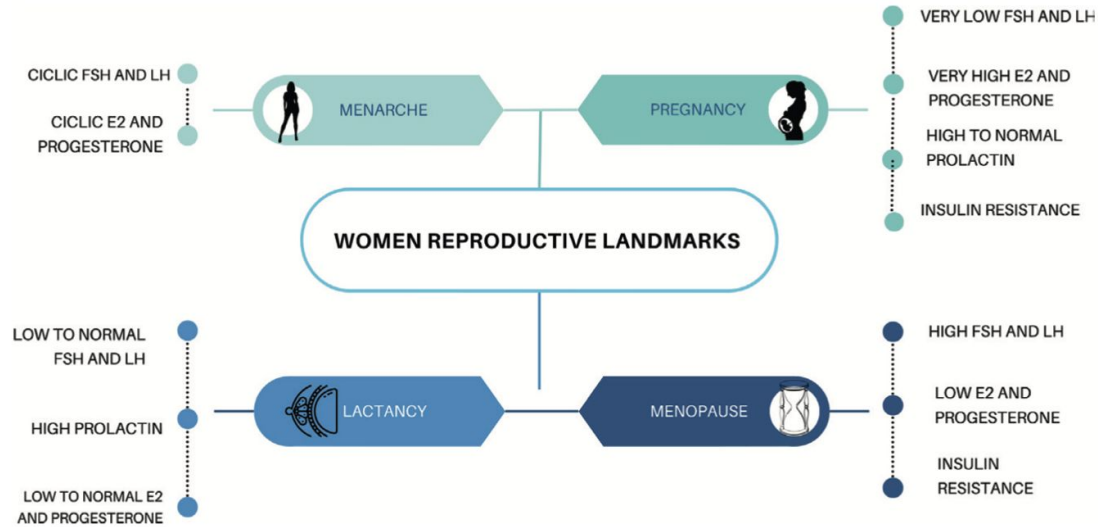 CICLIC FSH AND LH
CICLIC E2 AND
PROGESTERONE
MENARCHE
PREGNANCY
VERY LOW FSH AND LH
VERY HIGH E2 AND
PROGESTERONE
HIGH TO NORMAL
PROLACTIN
INSULIN RESISTANCE
WOMEN REPRODUCTIVE LANDMARKS
LOW TO NORMAL
FSH AND LH
HIGH PROLACTIN
LOW TO NORMAL E2
AND PROGESTERONE
LACTANCY
MENOPAUSE
HIGH FSH AND LH
LOW E2 AND
PROGESTERONE
INSULIN
RESISTANCE